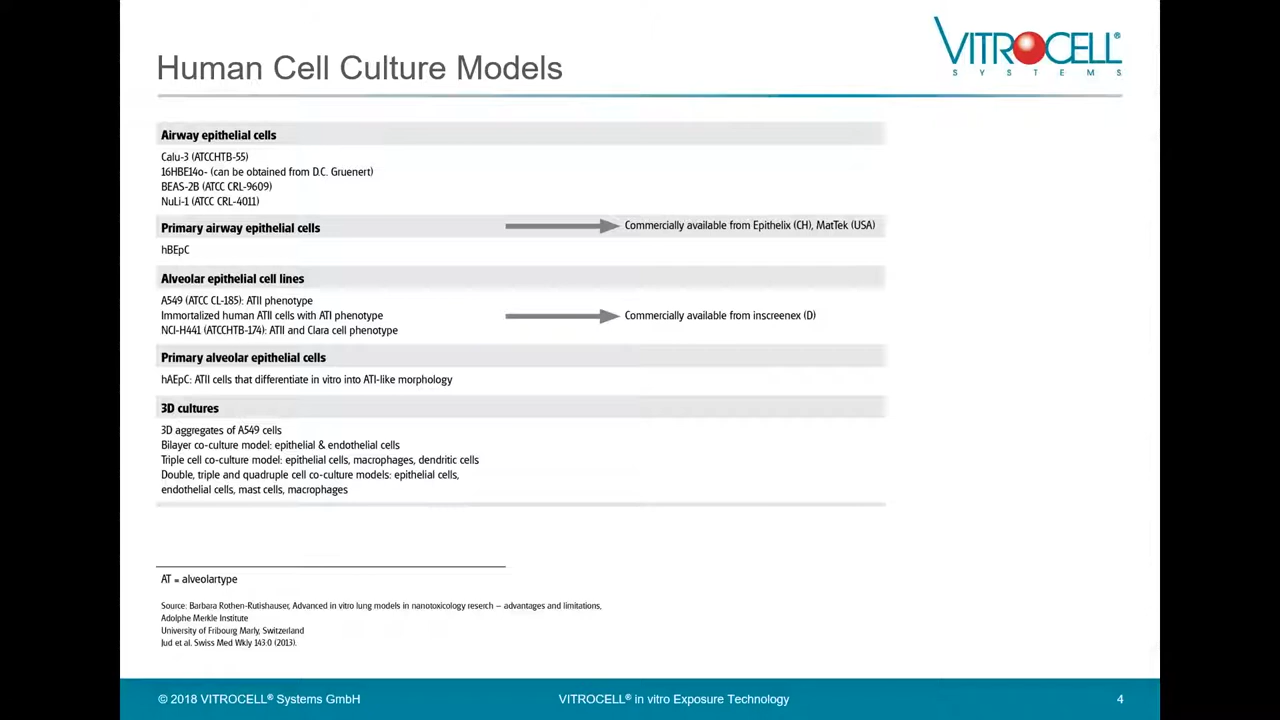 Human Cell Culture Models
VITROCELL®
SYSTEMS
Airway epithelial cells
Calu-3 (ATCCHTB-55)
16HBE14o- (can be obtained from D.C. Gruenert)
BEAS-2B (ATCC CRL-9609)
NuLi-1 (ATCC CRL-4011)
Primary airway epithelial cells
Commercially available from Epithelix (CH), MatTek (USA)
hBEpC
Alveolar epithelial cell lines
A549 (ATCC CL-185): ATII phenotype
Immortalized human ATII cells with ATI phenotype
Commercially available from inscreenex (D)
NCI-H441 (ATCCHTB-174): ATII and Clara cell phenotype
Primary alveolar epithelial cells
hAEpC: ATII cells that differentiate in vitro into ATI-like morphology
3D cultures
3D aggregates of A549 cells
Bilayer co-culture model: epithelial & endothelial cells
Triple cell co-culture model: epithelial cells, macrophages, dendritic cells
Double, triple and quadruple cell co-culture models: epithelial cells,
endothelial cells, mast cells, macrophages
AT = alveolartype
Source: Barbara Rothen-Rutishauser, Advanced in vitro lung models in nanotoxicology reserch – advantages and limitations,
Adolphe Merkle Institute
University of Fribourg Marly, Switzerland
Jud et al. Swiss Med Wkly 143:0 (2013).
© 2018 VITROCELL® Systems GmbH
VITROCELL® in vitro Exposure Technology
4